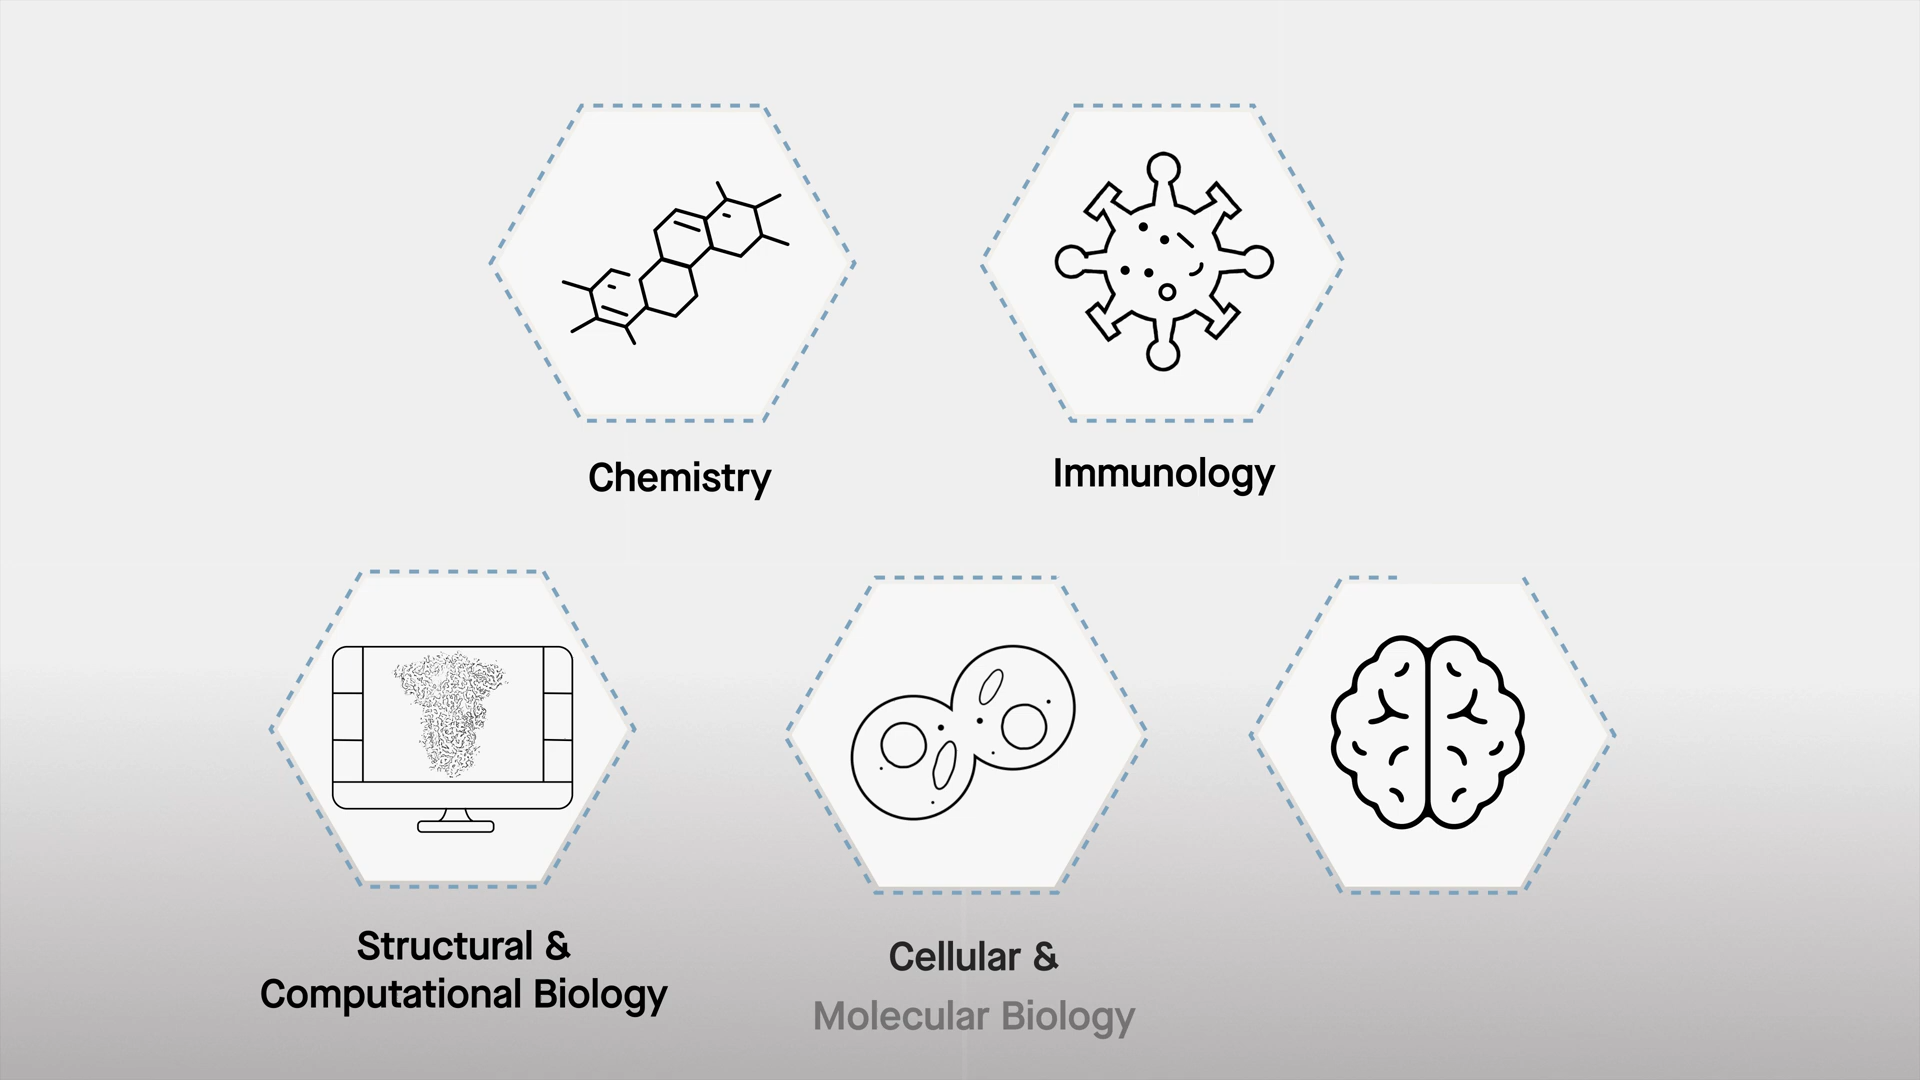 Chemistry
Immunology
Structural &
Computational Biology
Cellular &
Molecular Biology